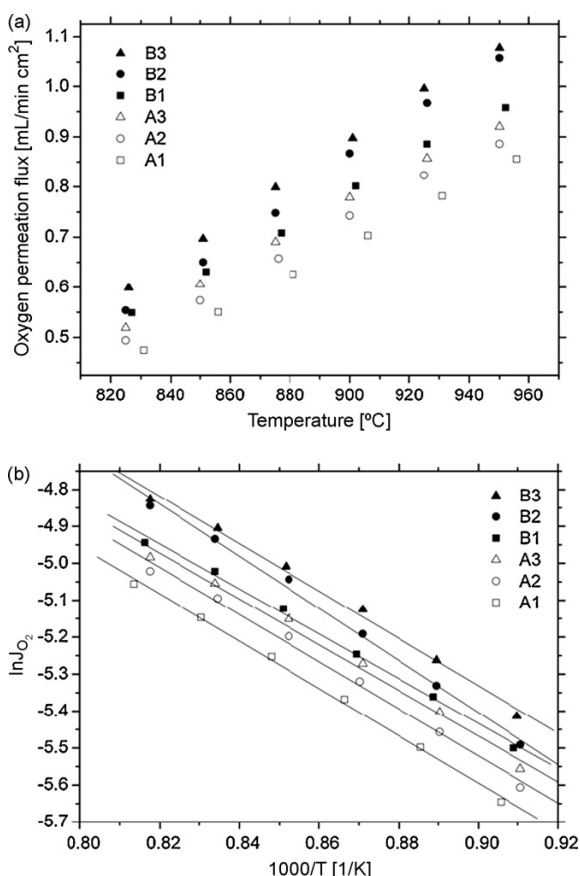 (a)
1.1
1.0
0.9
0.8
0.7
0.6
0.5
Oxygen permeation flux [mL/min cm²]
B3
B2
B1
A3
A2
A1
820 840 860 880 900 920 940 960
Temperature [ºC]
(b)
-4.8
-4.9
-5.0
-5.1
-5.2
-5.3
-5.4
-5.5
-5.6
-5.7
lnJO₂
B3
B2
B1
A3
A2
A1
0.80 0.82 0.84 0.86 0.88 0.90 0.92
1000/T [1/K]